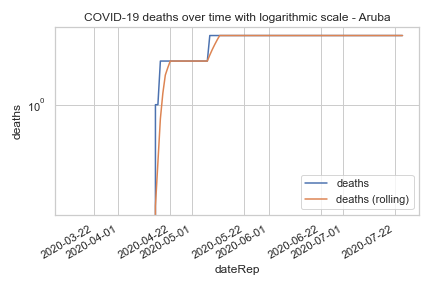 COVID-19 deaths over time with logarithmic scale - Aruba
deaths
10^0
deaths
deaths (rolling)
2020-03-22
2020-04-01
2020-04-22
2020-05-01
2020-05-22
2020-06-01
2020-06-22
2020-07-01
2020-07-22
dateRep